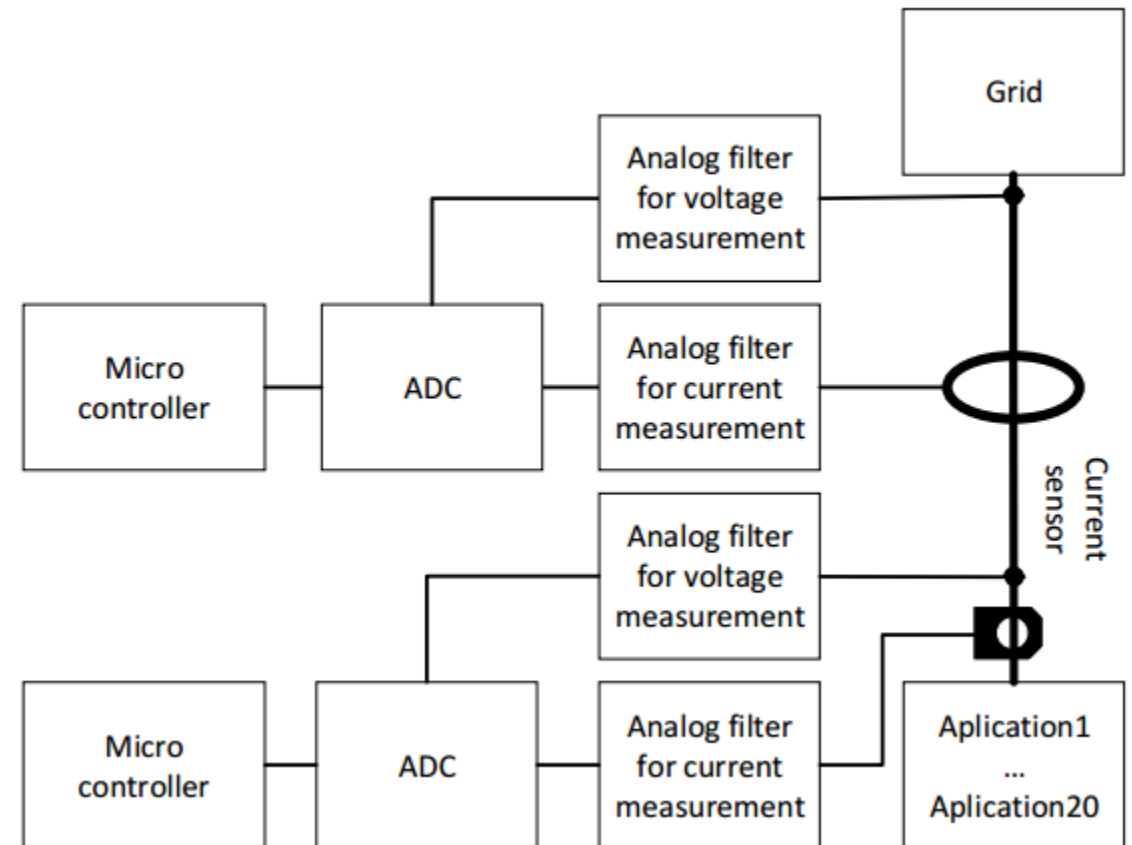 Grid
Analog filter
for voltage
measurement
Micro
controller
ADC
Analog filter
for current
measurement
Current
sensor
Analog filter
for voltage
measurement
Micro
controller
ADC
Analog filter
for current
measurement
Aplication1
...
Aplication20